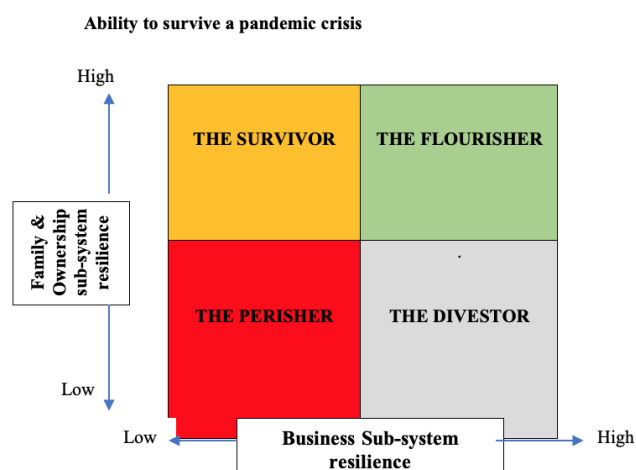 Ability to survive a pandemic crisis
High
THE SURVIVOR
THE FLOURISHER
Family &
Ownership
sub-system
resilience
THE PERISHER
THE DIVESTOR
Low
Low
Business Sub-system
resilience
High